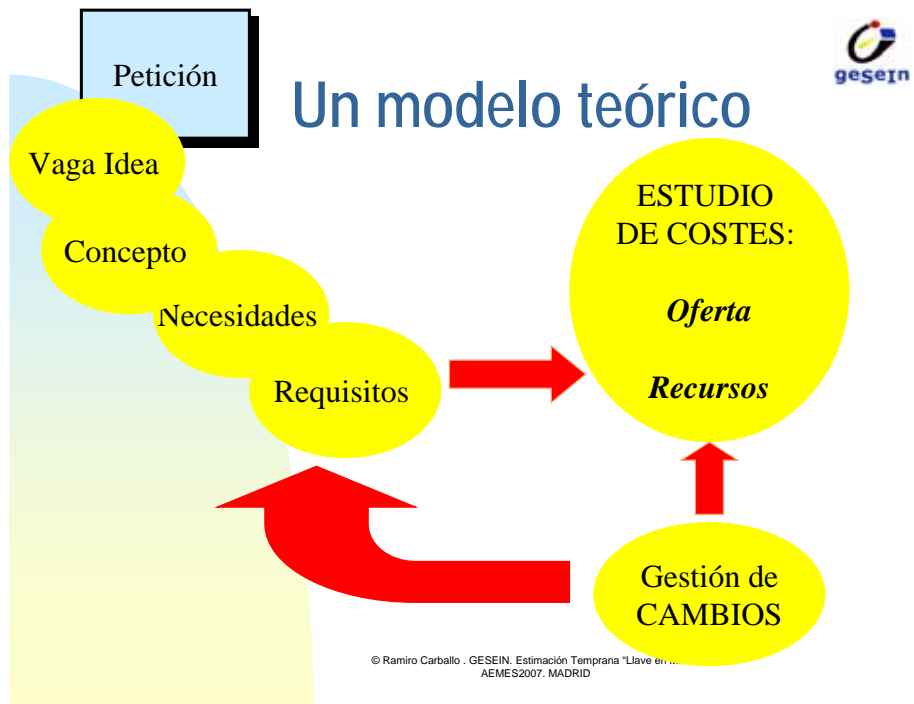 Petición
gesein
Un modelo teórico
Vaga Idea
Concepto
Necesidades
Requisitos
ESTUDIO
DE COSTES:
Oferta
Recursos
Gestión de
CAMBIOS
© Ramiro Carballo . GESEIN. Estimación Temprana “Llave en
AEMES2007. MADRID